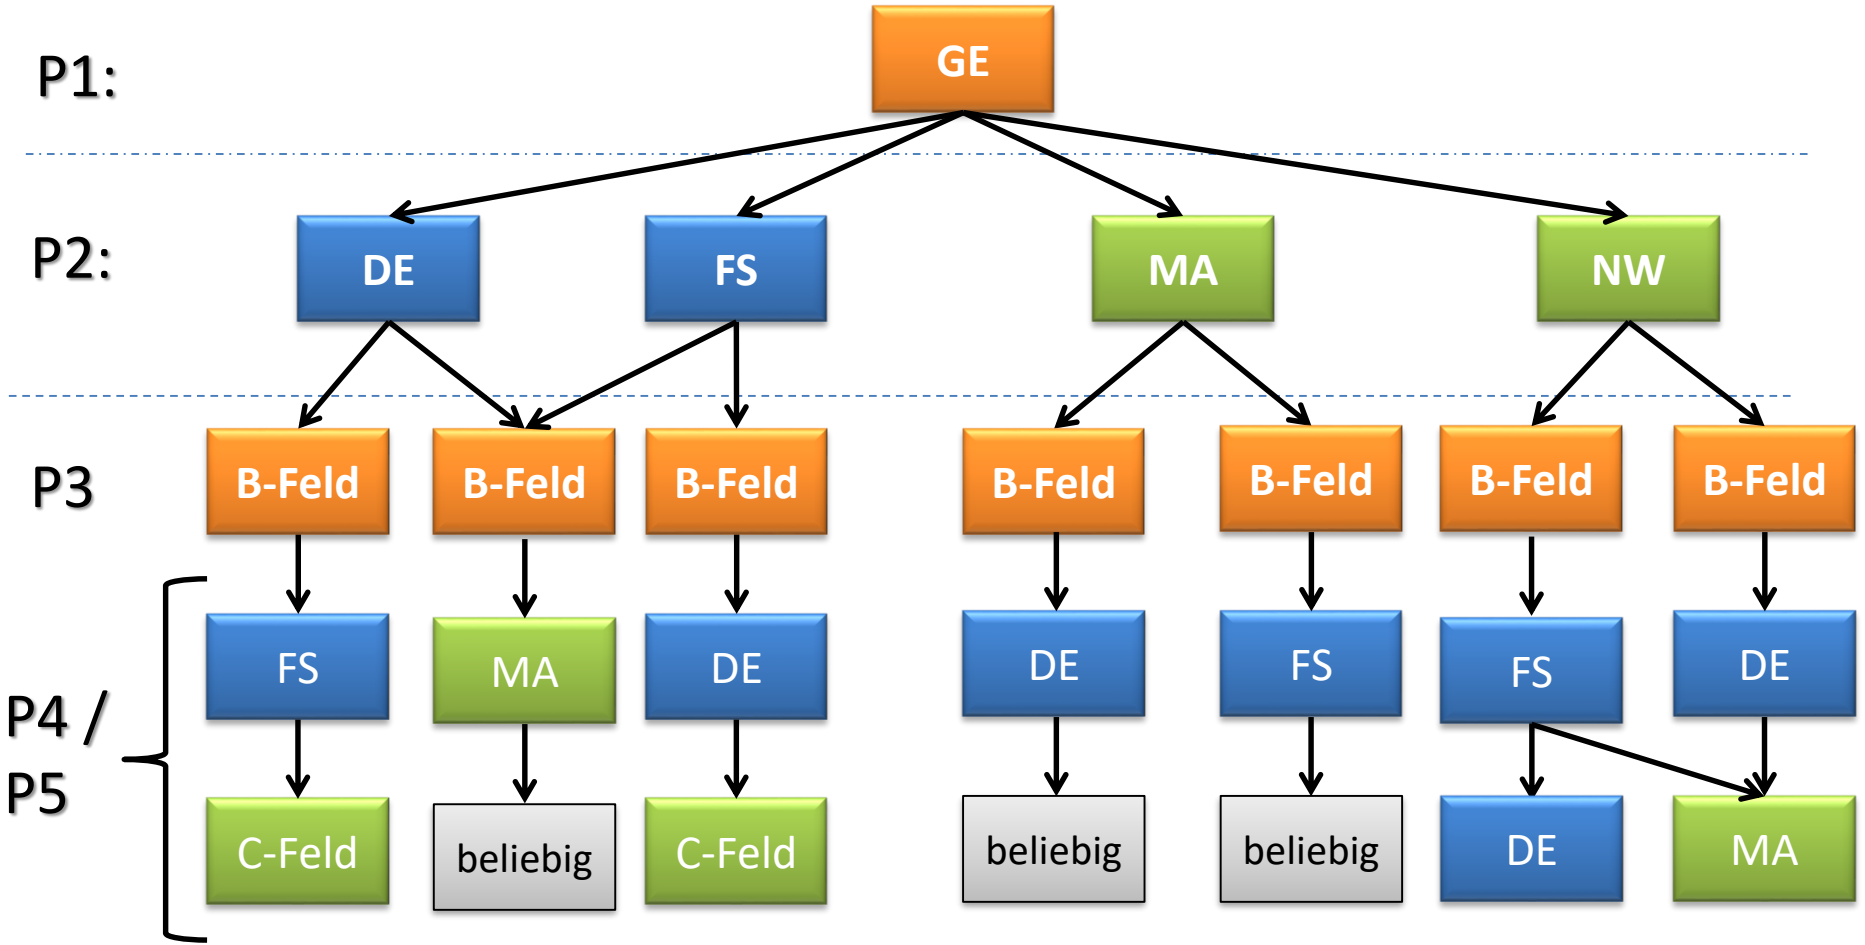 P1:
GE
P2:
DE
FS
MA
NW
P3
B-Feld
B-Feld
B-Feld
B-Feld
B-Feld
B-Feld
B-Feld
P4 /
P5
FS
MA
DE
DE
FS
FS
DE
C-Feld
beliebig
C-Feld
beliebig
beliebig
DE
MA